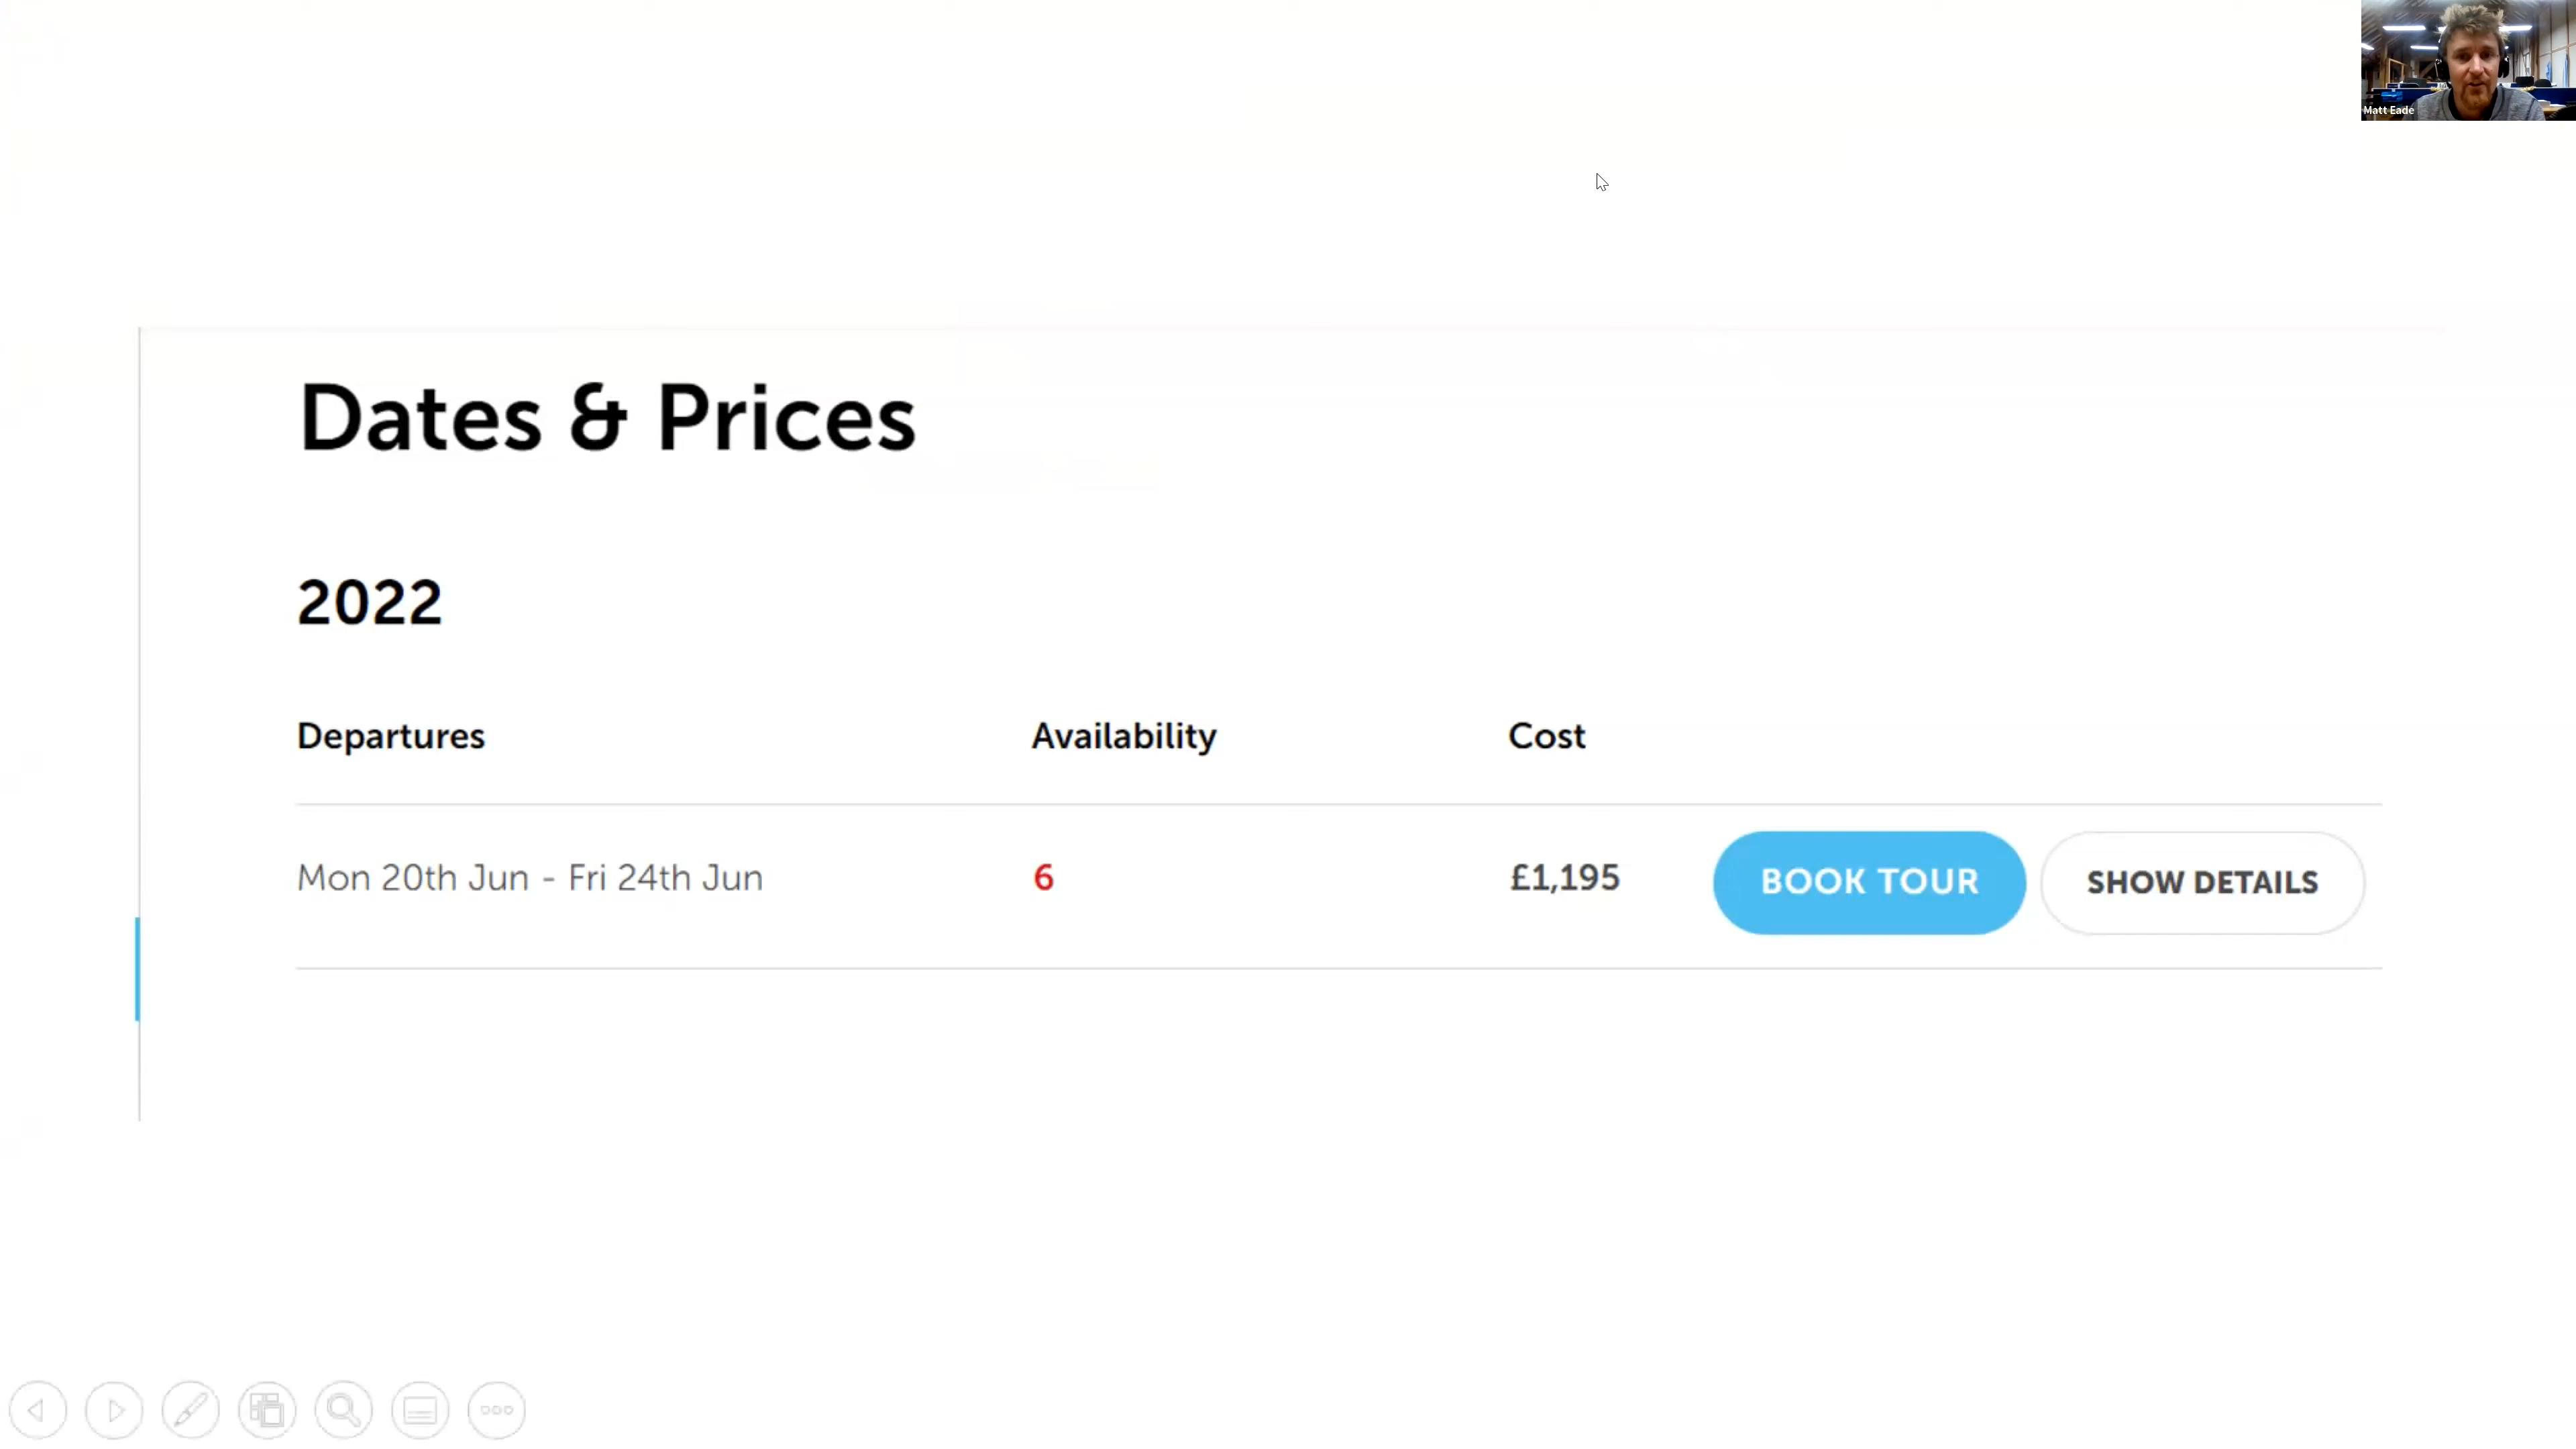 Matt Eade
Dates & Prices
2022
Departures Availability Cost
Mon 20th Jun - Fri 24th Jun 6 £1,195 BOOK TOUR SHOW DETAILS